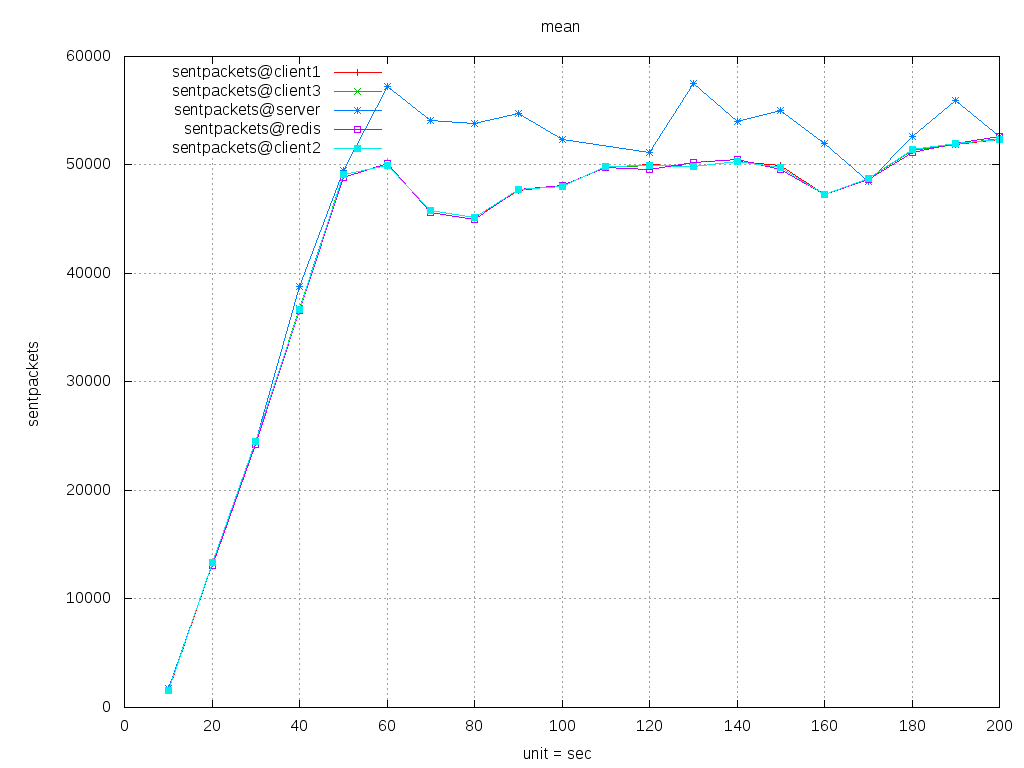 mean
60000
50000
40000
30000
20000
10000
0
sentpackets
sentpackets@client1
sentpackets@client3
sentpackets@server
sentpackets@redis
sentpackets@client2
0 20 40 60 80 100 120 140 160 180 200
unit = sec